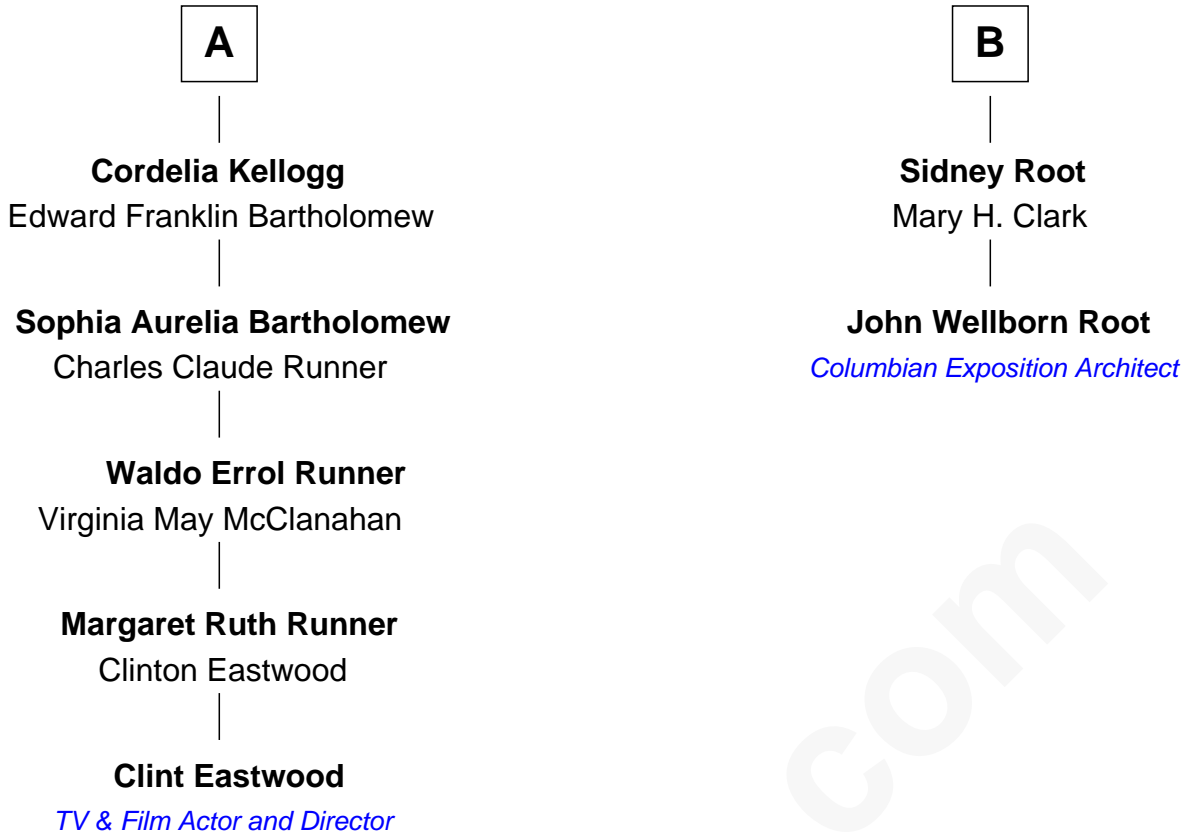 A
Cordelia Kellogg
Edward Franklin Bartholomew
Sophia Aurelia Bartholomew
Charles Claude Runner
Waldo Errol Runner
Virginia May McClanahan
Margaret Ruth Runner
Clinton Eastwood
Clint Eastwood
TV & Film Actor and Director
B
Sidney Root
Mary H. Clark
John Wellborn Root
Columbian Exposition Architect
com